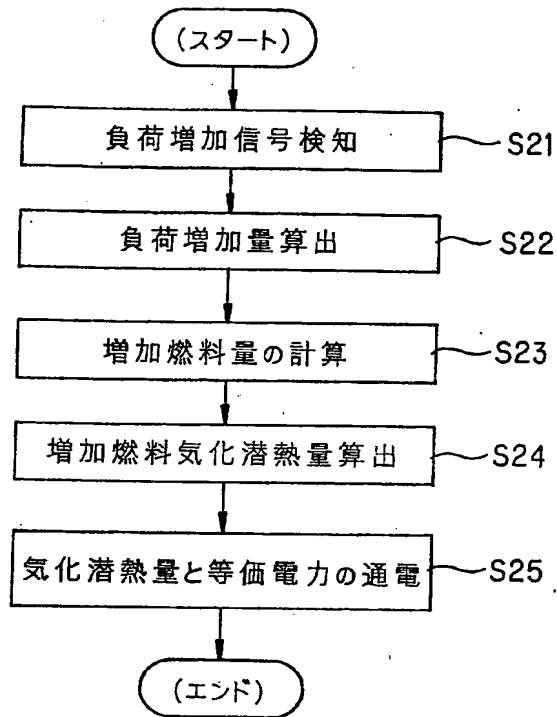 (スタート)
負荷増加信号検知 S21
負荷増加量算出 S22
増加燃料量の計算 S23
増加燃料気化潜熱量算出 S24
気化潜熱量と等価電力の通電 S25
(エンド)